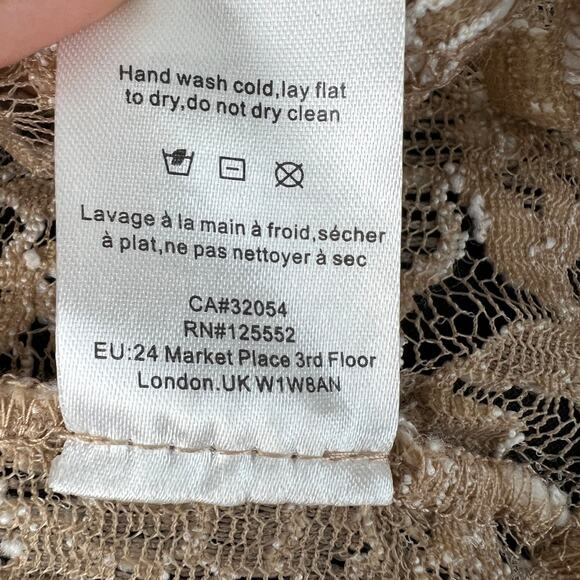 Hand wash cold,lay flat
to dry,do not dry clean
Lavage à la main à froid,sécher
à plat,ne pas nettoyer à sec
CA#32054
RN#125552
EU:24 Market Place 3rd Floor
London.UK W1W8AN